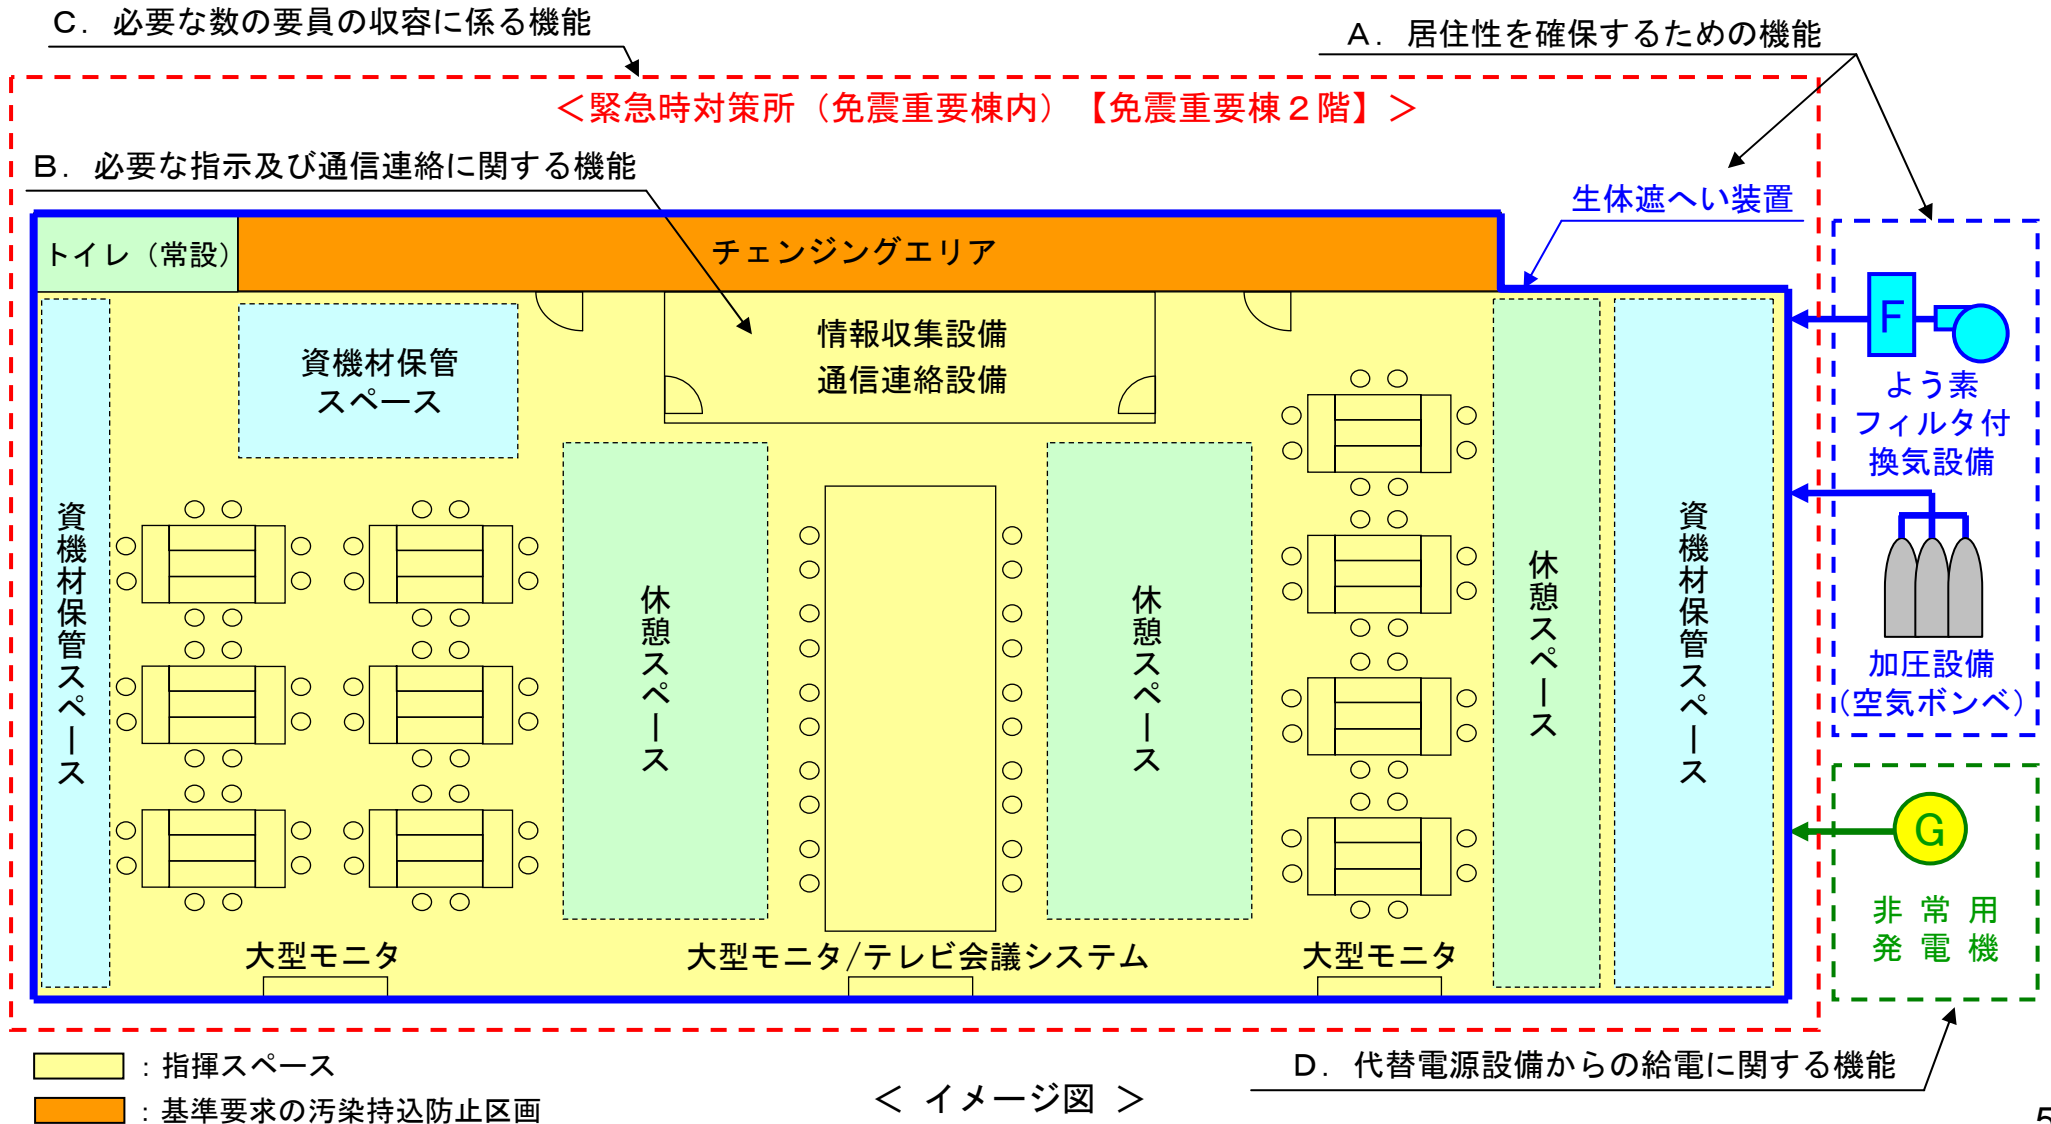 C．必要な数の要員の収容に係る機能
A．居住性を確保するための機能
＜緊急時対策所（免震重要棟内）【免震重要棟２階】＞
B．必要な指示及び通信連絡に関する機能
生体遮へい装置
トイレ（常設）
チェンジングエリア
情報収集設備
通信連絡設備
資機材保管
スペース
資機材保管スペース
休憩スペース
休憩スペース
休憩スペース
資機材保管スペース
F
よう素
フィルタ付
換気設備
加圧設備
（空気ボンベ）
G
非常用
発電機
大型モニタ
大型モニタ/テレビ会議システム
大型モニタ
D．代替電源設備からの給電に関する機能
：指揮スペース
：基準要求の汚染持込防止区画
＜ イメージ図 ＞
5